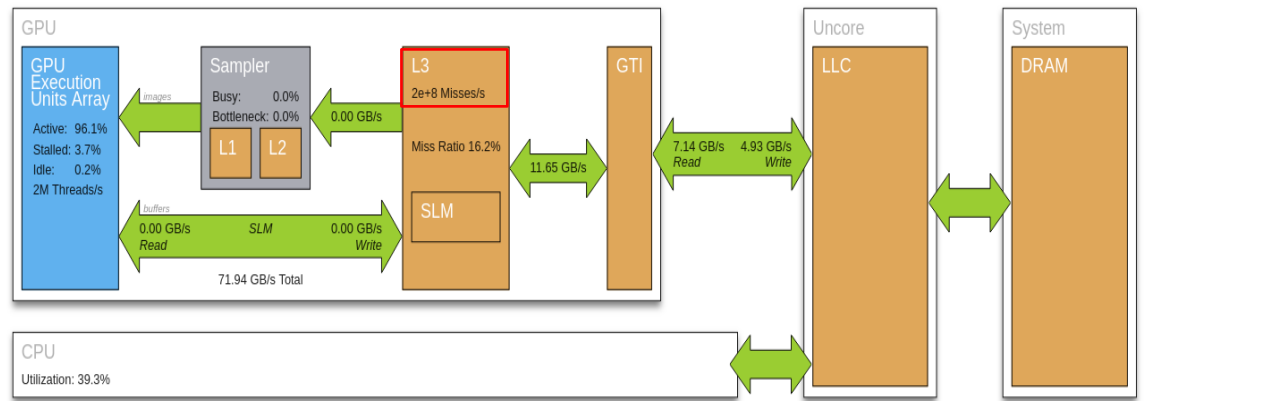 GPU
GPU
Execution
Units Array
Active: 96.1%
Stalled: 3.7%
Idle: 0.2%
2M Threads/s
images
Sampler
Busy: 0.0%
Bottleneck: 0.0%
L1 L2
0.00 GB/s
L3
2e+8 Misses/s
Miss Ratio 16.2%
SLM
buffers
0.00 GB/s SLM 0.00 GB/s
Read Write
71.94 GB/s Total
11.65 GB/s
GTI
7.14 GB/s 4.93 GB/s
Read Write
Uncore
LLC
System
DRAM
CPU
Utilization: 39.3%